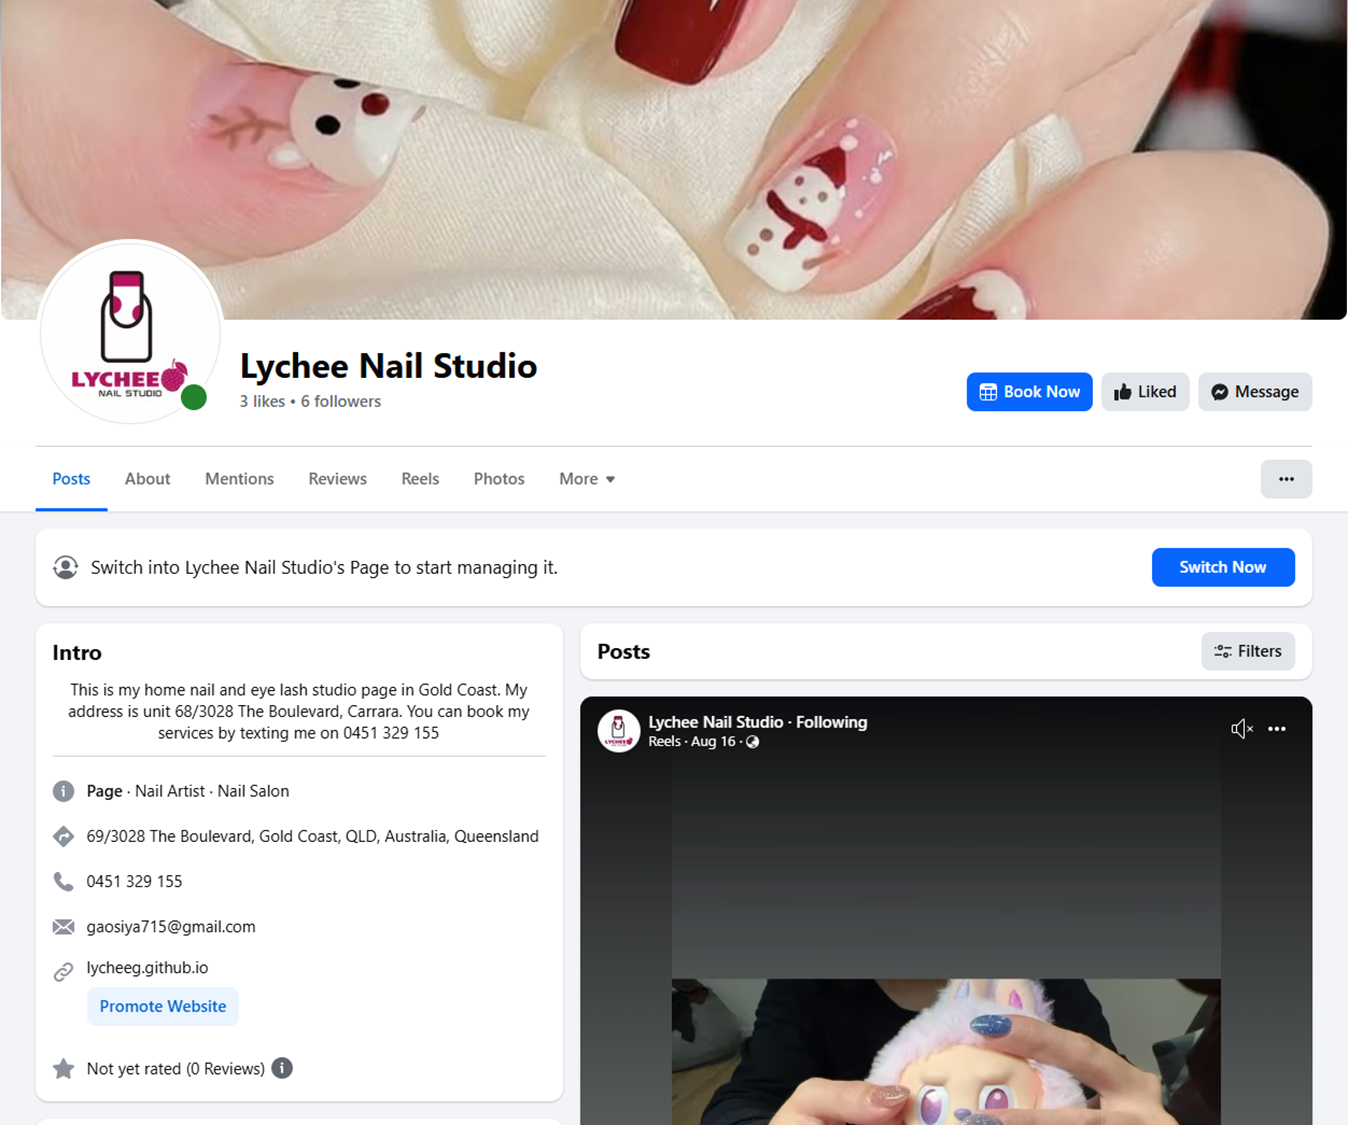 LYCHEE
NAIL STUDIO
Lychee Nail Studio
3 likes • 6 followers
Book Now
Liked
Message
Posts
About
Mentions
Reviews
Reels
Photos
More
Switch into Lychee Nail Studio's Page to start managing it.
Switch Now
Intro
This is my home nail and eye lash studio page in Gold Coast. My
address is unit 68/3028 The Boulevard, Carrara. You can book my
services by texting me on 0451 329 155
Page · Nail Artist · Nail Salon
69/3028 The Boulevard, Gold Coast, QLD, Australia, Queensland
0451 329 155
gaosiya715@gmail.com
lycheeg.github.io
Promote Website
Not yet rated (0 Reviews)
Posts
Filters
LYCHEE
Lychee Nail Studio · Following
Reels · Aug 16 ·